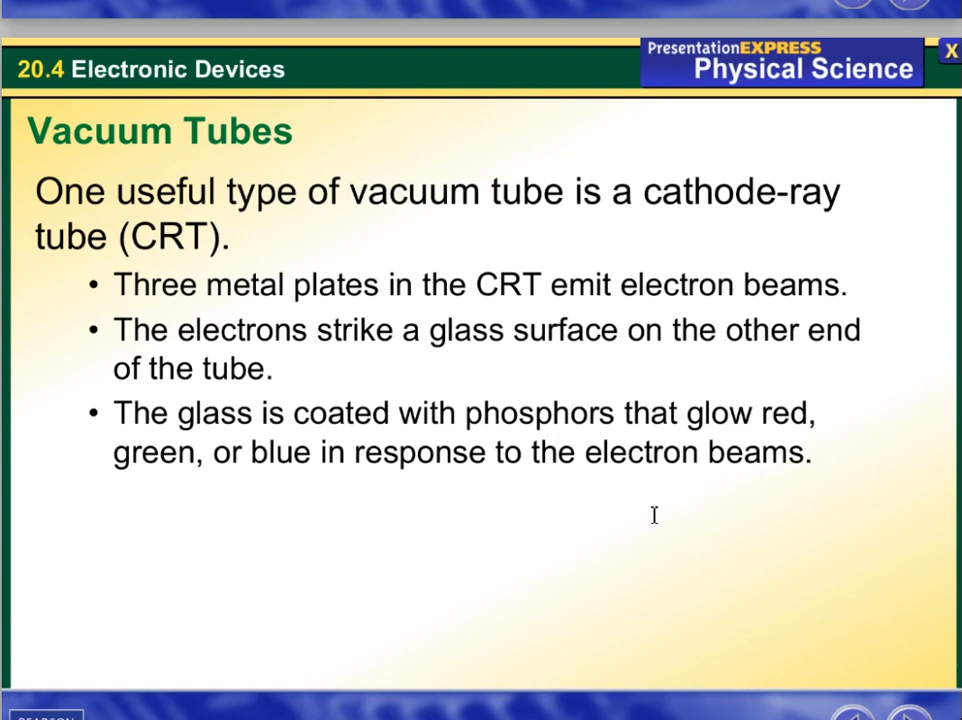 20.4 Electronic Devices
PresentationEXPRESS
Physical Science
X
Vacuum Tubes
One useful type of vacuum tube is a cathode-ray
tube (CRT).
• Three metal plates in the CRT emit electron beams.
• The electrons strike a glass surface on the other end
of the tube.
• The glass is coated with phosphors that glow red,
green, or blue in response to the electron beams.
PEARSON